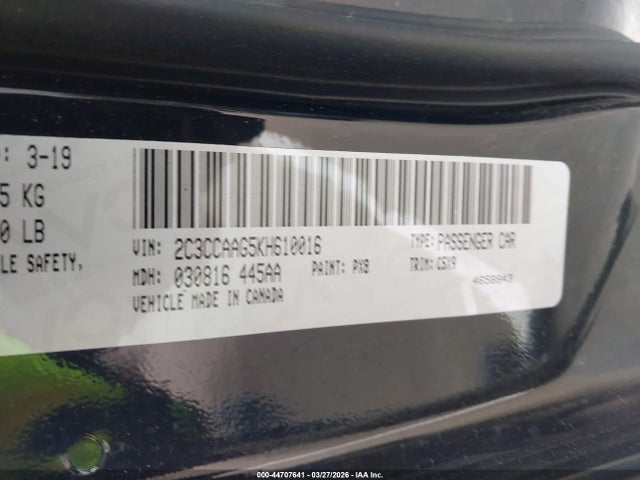 : 3-19
5 KG
0 LB
LE SAFETY,
VIN: 2C3CCAAG5KH610016
TYPE: PASSENGER CAR
MDH: 030816 445AA
PAINT: PX8
TRIM: C5X9
VEHICLE MADE IN CANADA
4658643
000-44707641 | 03/27/2026 | IAA Inc.